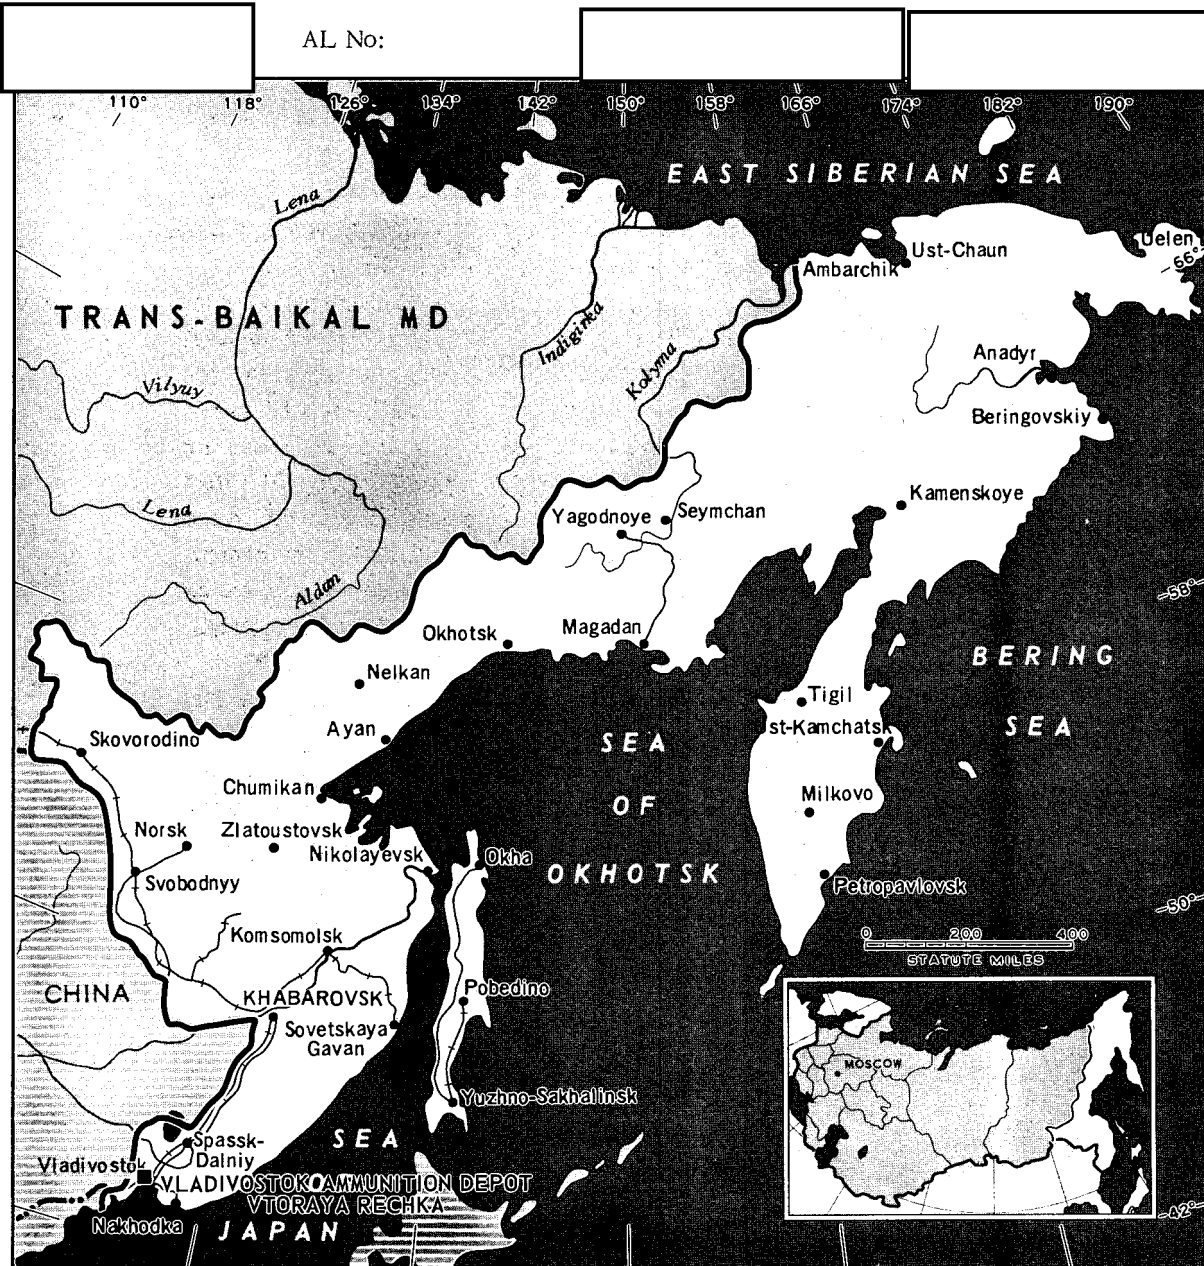 AL No:
110° 118° 126° 134° 142° 150° 158° 166° 174° 182° 190°
EAST SIBERIAN SEA
Lena
Uelen
66°
Ust-Chaun
Ambarchik
TRANS-BAIKAL MD
Indigirka
Kolyma
Anadyr
Vilyuy
Beringovskiy
Kamenskoye
Lena
Yagodnoye
Seymchan
Aldan
58°
Okhotsk
Magadan
BERING
SEA
Nelkan
Tigil
Ayan
st-Kamchatsk
Skovorodino
SEA
OF
OKHOTSK
Chumikan
Milkovo
Norsk
Zlatoustovsk
Nikolayevsk
Okha
Svobodnyy
Petropavlovsk
50°
Komsomolsk
0 200 400
STATUTE MILES
CHINA
KHABAROVSK
Pobedino
Sovetskaya
Gavan
MOSCOW
Yuzhno-Sakhalinsk
SEA
Spassk-
Dalniy
Vladivostok
VLADIVOSTOK AMMUNITION DEPOT
VTORAYA RECHKA
Nakhodka
JAPAN
42°